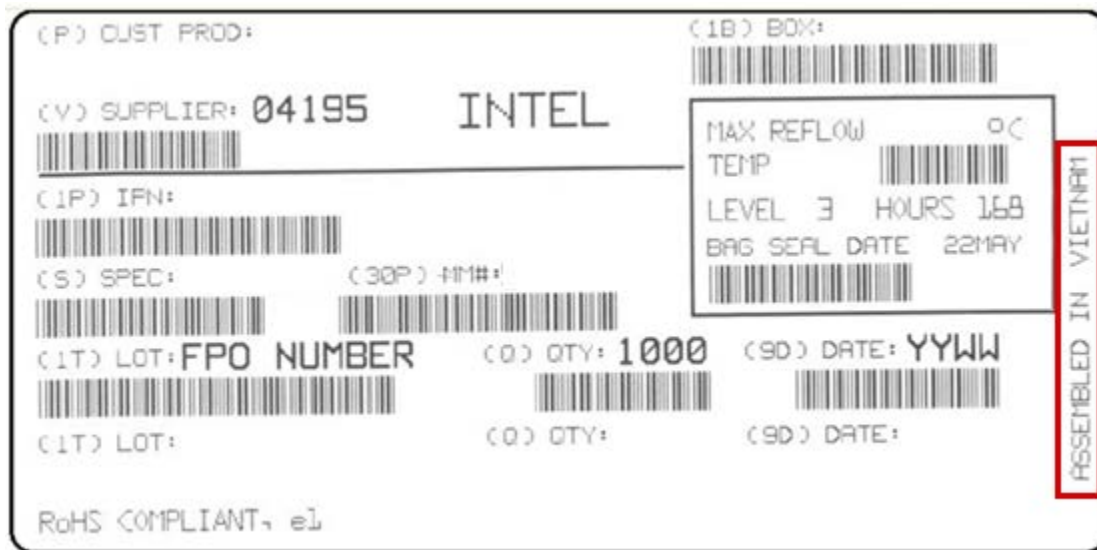 (P) CUST PROD:
(1B) BOX:
(V) SUPPLIER: 04195 INTEL
MAX REFLOW °C
TEMP
(1P) IFN:
LEVEL 3 HOURS 168
BAG SEAL DATE 22MAY
(S) SPEC: (30P) MM#:
(1T) LOT: FPO NUMBER (Q) QTY: 1000 (9D) DATE: YYWW
(1T) LOT: (Q) QTY: (9D) DATE:
RoHS COMPLIANT, e1
ASSEMBLED IN VIETNAM